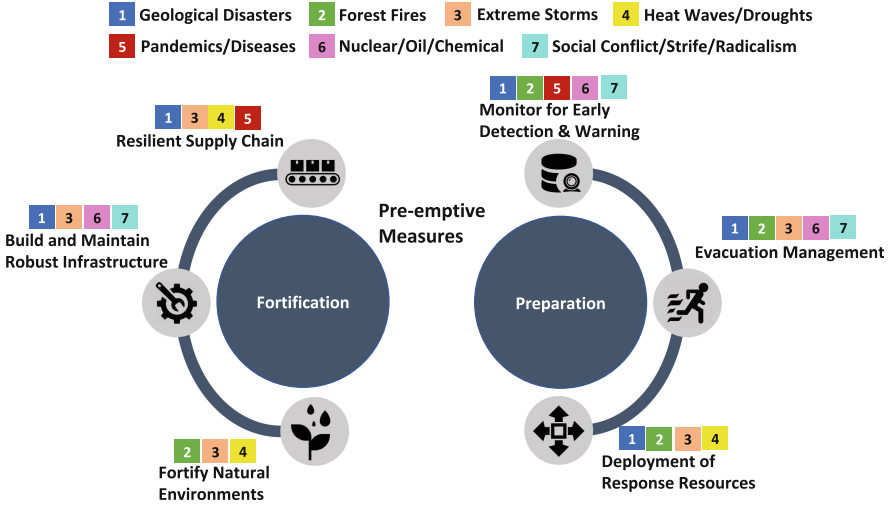 1 Geological Disasters 2 Forest Fires 3 Extreme Storms 4 Heat Waves/Droughts
5 Pandemics/Diseases 6 Nuclear/Oil/Chemical 7 Social Conflict/Strife/Radicalism
1 3 4 5
Resilient Supply Chain
1 3 6 7
Build and Maintain
Robust Infrastructure
Fortification
2 3 4
Fortify Natural
Environments
Pre-emptive
Measures
1 2 5 6 7
Monitor for Early
Detection & Warning
1 2 3 6 7
Evacuation Management
Preparation
1 2 3 4
Deployment of
Response Resources